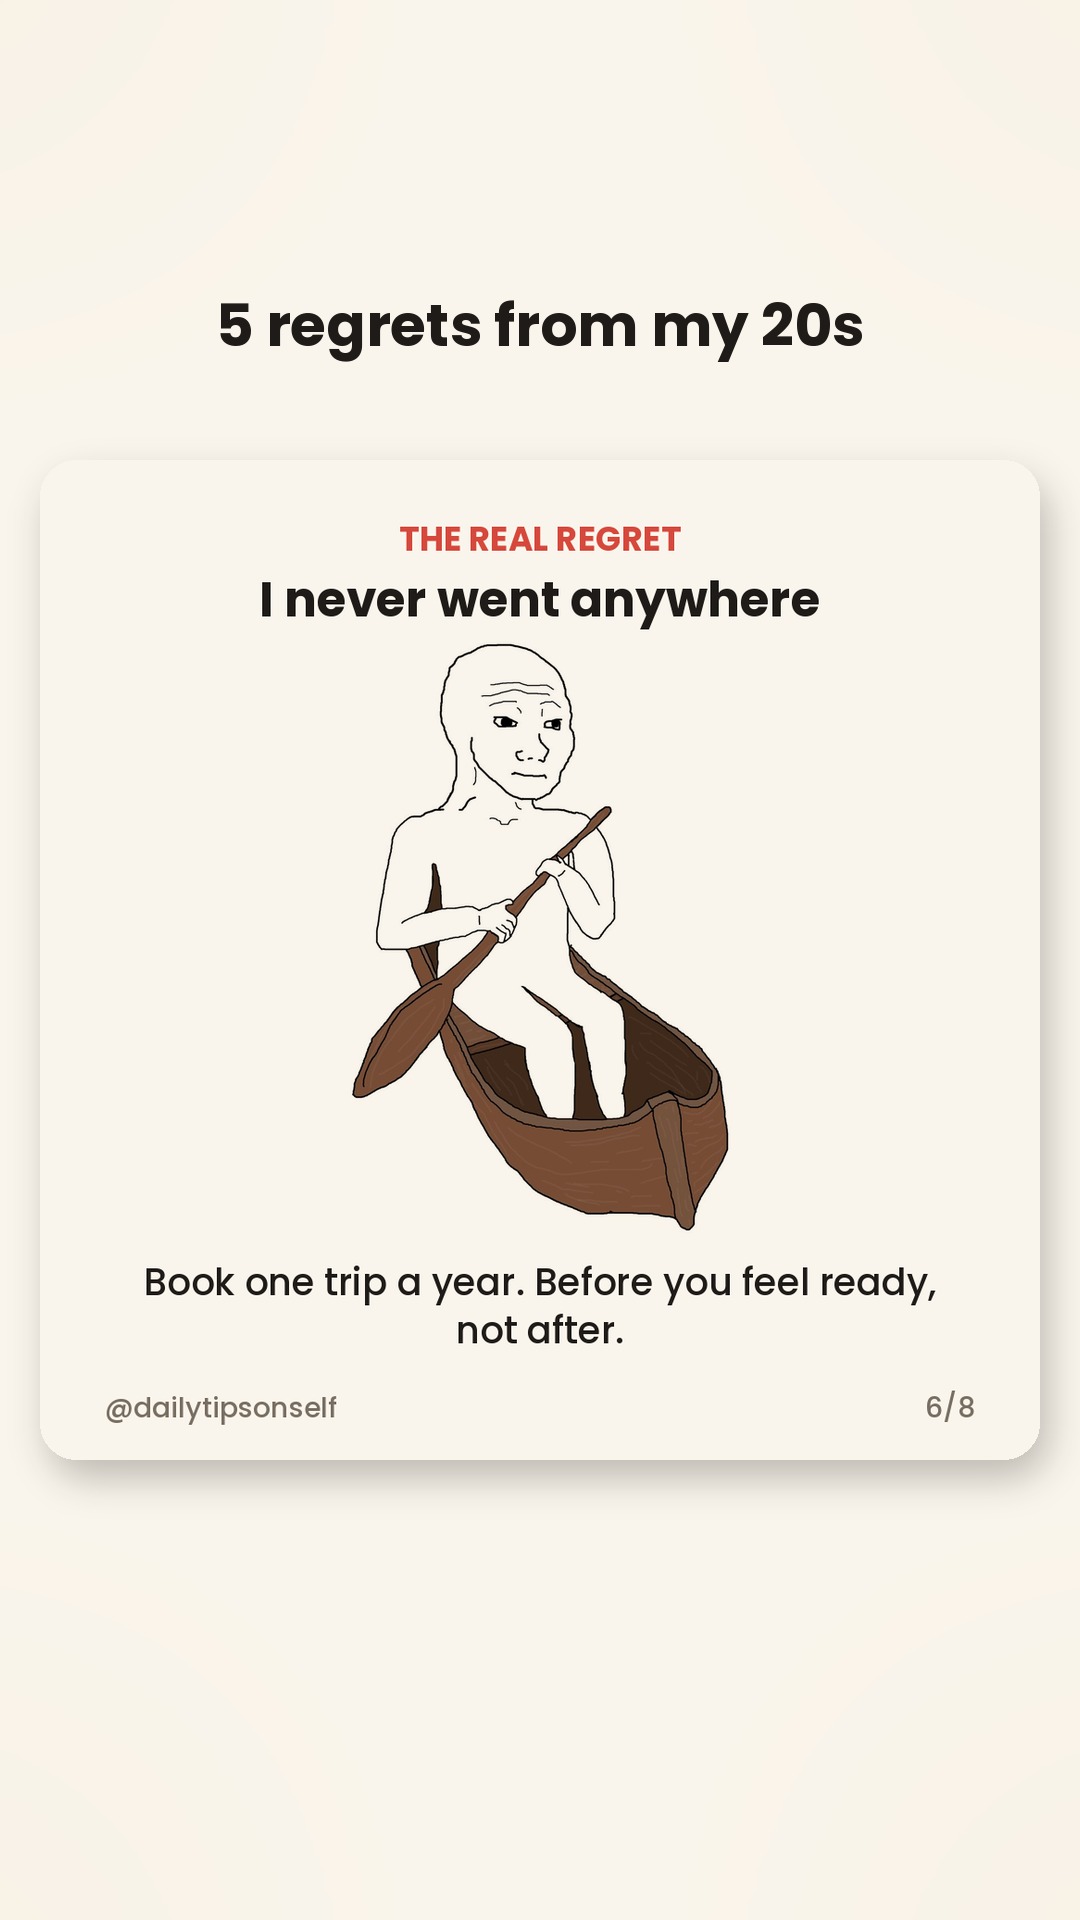 5 regrets from my 20s
THE REAL REGRET
I never went anywhere
Book one trip a year. Before you feel ready,
not after.
@dailytipsonself
6/8